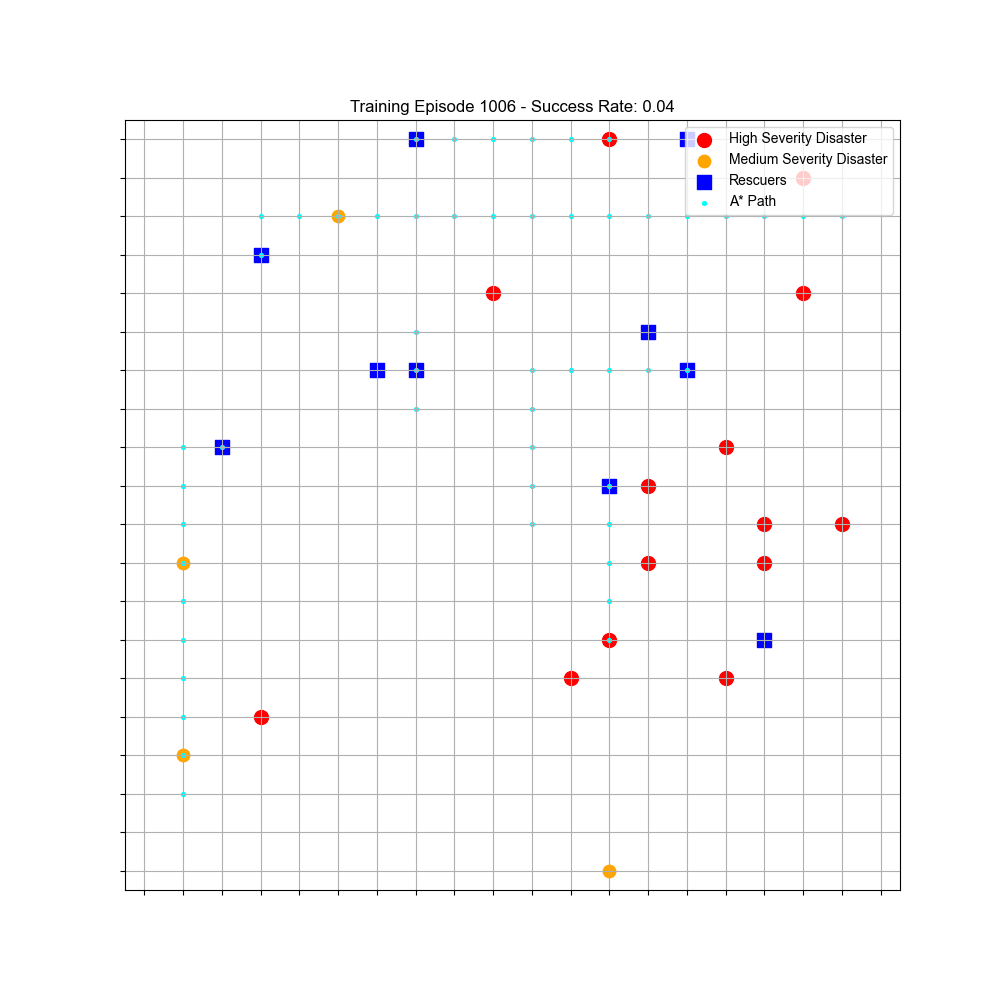 Training Episode 1006 - Success Rate: 0.04
High Severity Disaster
Medium Severity Disaster
Rescuers
A* Path